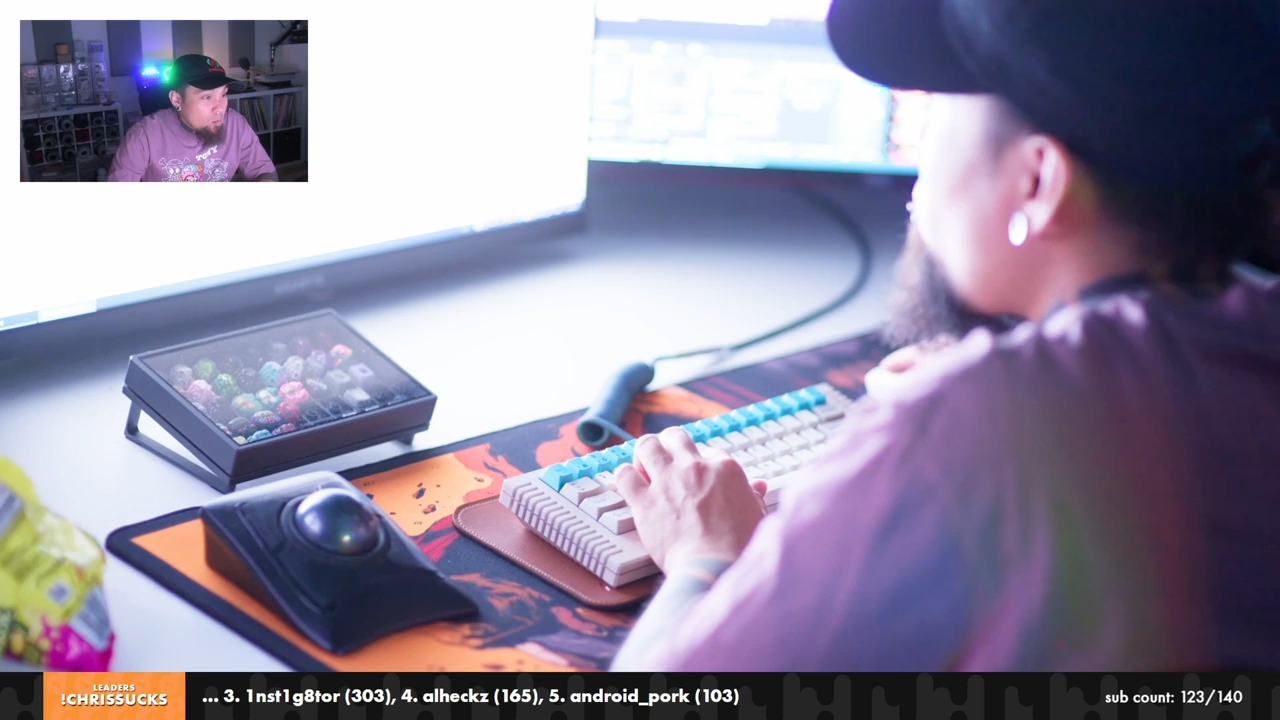 LEADERS
!CHRISSUCKS
... 3. 1nst1g8tor (303), 4. alheckz (165), 5. android_pork (103)
sub count: 123/140